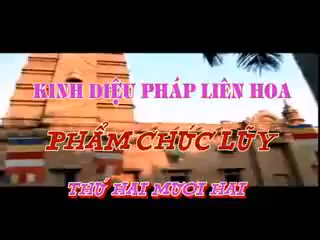 KINH DIỆU PHÁP LIÊN HOA
PHẨM CHÚC LŨY
THỨ HAI MƯƠI HAI